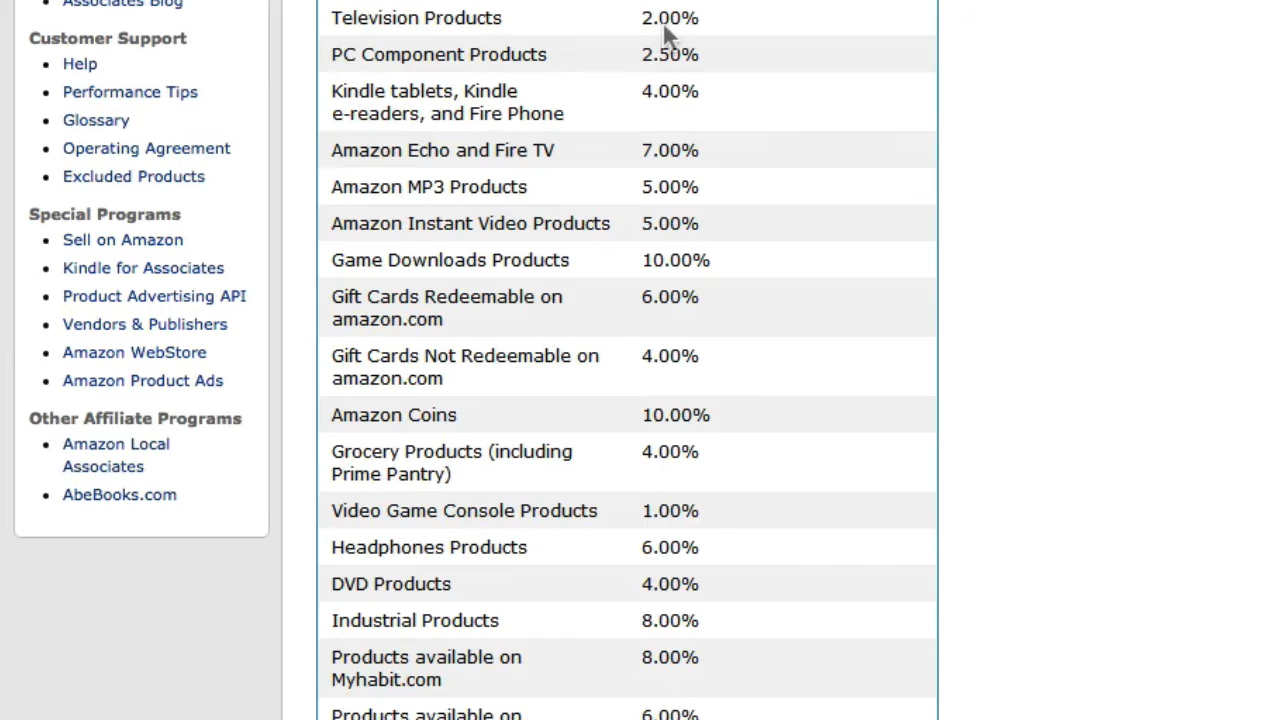 Associates Blog
Customer Support
Help
Performance Tips
Glossary
Operating Agreement
Excluded Products
Special Programs
Sell on Amazon
Kindle for Associates
Product Advertising API
Vendors & Publishers
Amazon WebStore
Amazon Product Ads
Other Affiliate Programs
Amazon Local
Associates
AbeBooks.com
Television Products 2.00%
PC Component Products 2.50%
Kindle tablets, Kindle 4.00%
e-readers, and Fire Phone
Amazon Echo and Fire TV 7.00%
Amazon MP3 Products 5.00%
Amazon Instant Video Products 5.00%
Game Downloads Products 10.00%
Gift Cards Redeemable on 6.00%
amazon.com
Gift Cards Not Redeemable on 4.00%
amazon.com
Amazon Coins 10.00%
Grocery Products (including 4.00%
Prime Pantry)
Video Game Console Products 1.00%
Headphones Products 6.00%
DVD Products 4.00%
Industrial Products 8.00%
Products available on 8.00%
Myhabit.com
Products available on 6.00%